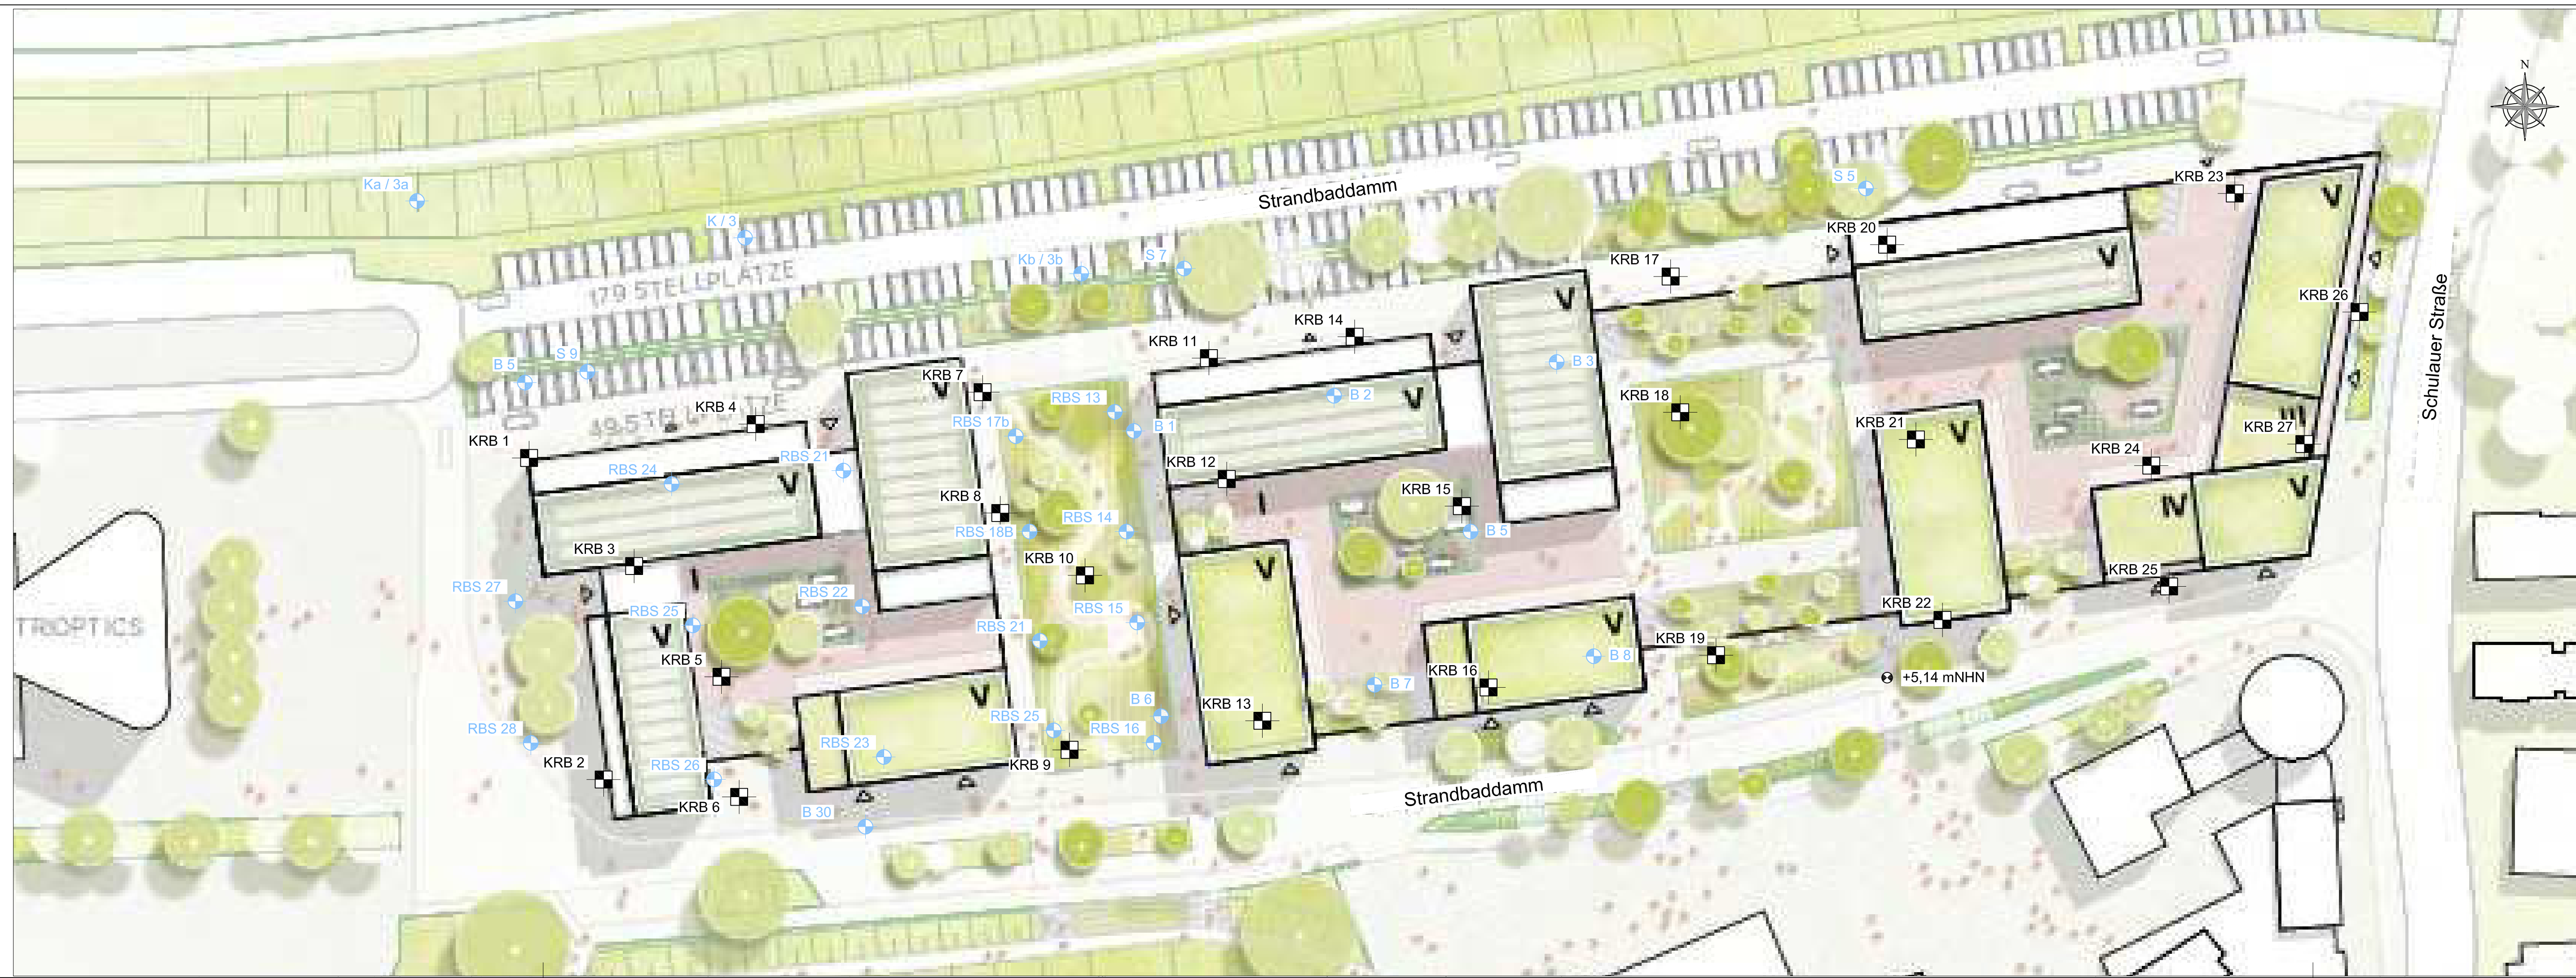 N
KRB 23
Ka / 3a
S 5
Strandbaddamm
K / 3
KRB 20
V
V
S 7
Kb / 3b
KRB 17
179 STELLPLÄTZE
V
KRB 26
Schulauer Straße
KRB 14
KRB 11
S 9
B 5
B 3
KRB 7
V
B 2
V
RBS 13
KRB 18
KRB 4
49 STELLPLÄTZE
RBS 17b
B 1
KRB 21
V
III
KRB 27
KRB 1
RBS 24
RBS 21
V
KRB 12
KRB 24
KRB 8
I
KRB 15
IV
V
RBS 18B
RBS 14
B 5
KRB 3
KRB 10
V
KRB 25
I
RBS 27
RBS 22
RBS 25
RBS 15
KRB 22
TRIOPTICS
V
RBS 21
V
KRB 19
KRB 5
B 8
KRB 16
+5,14 mNHN
V
B 7
B 6
KRB 13
RBS 28
RBS 25
RBS 16
RBS 23
KRB 2
RBS 26
KRB 9
Strandbaddamm
KRB 6
B 30